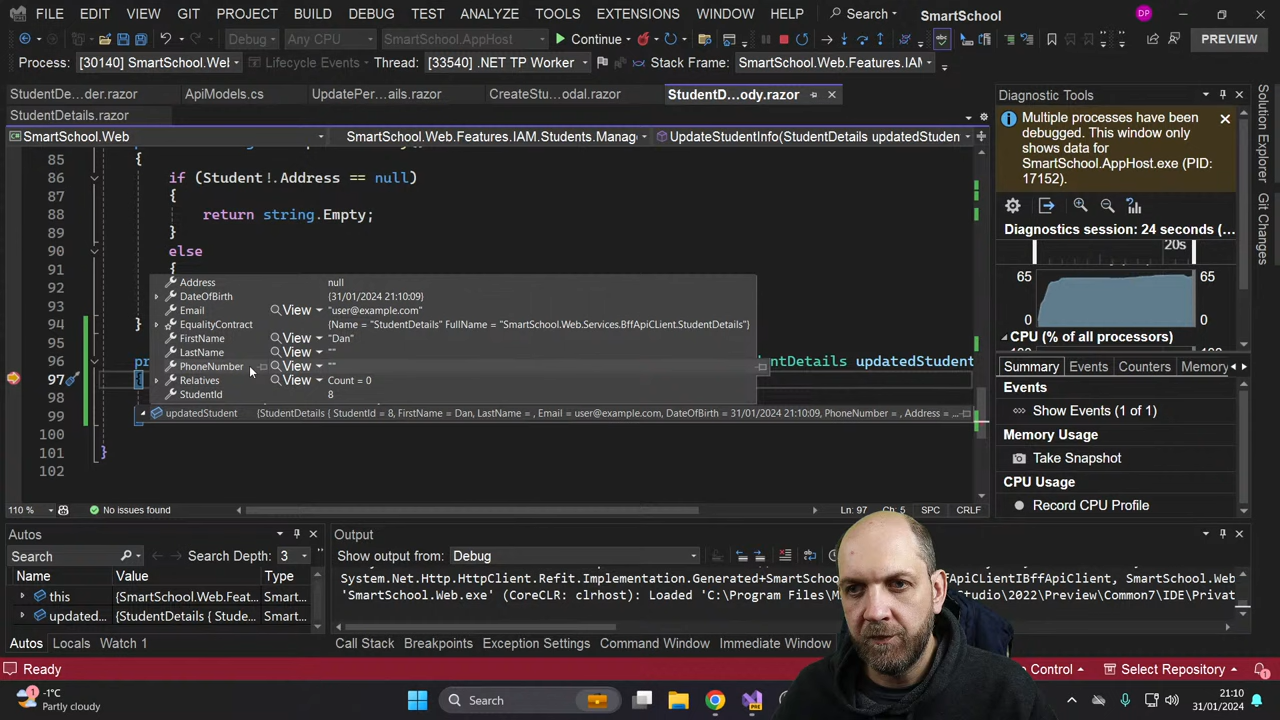 FILE EDIT VIEW GIT PROJECT BUILD DEBUG TEST ANALYZE TOOLS EXTENSIONS WINDOW HELP Search SmartSchool DP
Debug Any CPU SmartSchool.AppHost Continue PREVIEW
Process: [30140] SmartSchool.Wel Lifecycle Events Thread: [33540] .NET TP Worker Stack Frame: SmartSchool.Web.Features.IAM
StudentDe...der.razor ApiModels.cs UpdatePer...ails.razor CreateStu...odal.razor StudentD...ody.razor
StudentDetails.razor
SmartSchool.Web SmartSchool.Web.Features.IAM.Students.Manag UpdateStudentInfo(StudentDetails updatedStuden
85 {
86 if (Student!.Address == null)
87 {
88 return string.Empty;
89 }
90 else
91 {
92
93
94 }
95
96 pr ntDetails updatedStudent
97 {
99
100
101 }
102
Address null
DateOfBirth {31/01/2024 21:10:09}
Email View "user@example.com"
EqualityContract {Name = "StudentDetails" FullName = "SmartSchool.Web.Services.BffApiClient.StudentDetails"}
FirstName View "Dan"
LastName View ""
PhoneNumber View ""
Relatives View Count = 0
StudentId 8
updatedStudent {StudentDetails { StudentId = 8, FirstName = Dan, LastName = , Email = user@example.com, DateOfBirth = 31/01/2024 21:10:09, PhoneNumber = , Address = ...
110 % No issues found Ln: 97 Ch: 5 SPC CRLF
Diagnostic Tools
Multiple processes have been debugged. This window only shows data for SmartSchool.AppHost.exe (PID: 17152).
Diagnostics session: 24 seconds (...
20s
65 65
0 0
CPU (% of all processors)
Summary Events Counters Memory
Events
Show Events (1 of 1)
Memory Usage
Take Snapshot
CPU Usage
Record CPU Profile
Solution Explorer
Git Changes
Autos
Search Search Depth: 3
Name Value Type
this {SmartSchool.Web.Feat Smart...
updated... {StudentDetails { Stude... Smart...
Autos Locals Watch 1
Output
Show output from: Debug
System.Net.Http.HttpClient.Refit.Implementation.Generated+SmartSchoo ApiCLientIBffApiClient, SmartSchool.We
'SmartSchool.Web.exe' (CoreCLR: clrhost): Loaded 'C:\Program Files\M Studio\2022\Preview\Common7\IDE\Privat
Call Stack Breakpoints Exception Settings Command Window Immediate Window
Ready Control Select Repository
1
-1°C
Partly cloudy
Search
21:10
31/01/2024